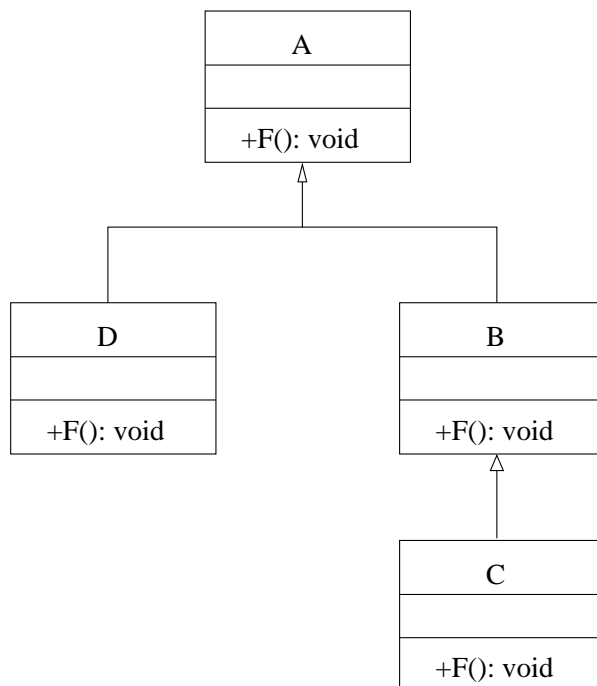 A
+F(): void
D
B
+F(): void
+F(): void
C
+F(): void